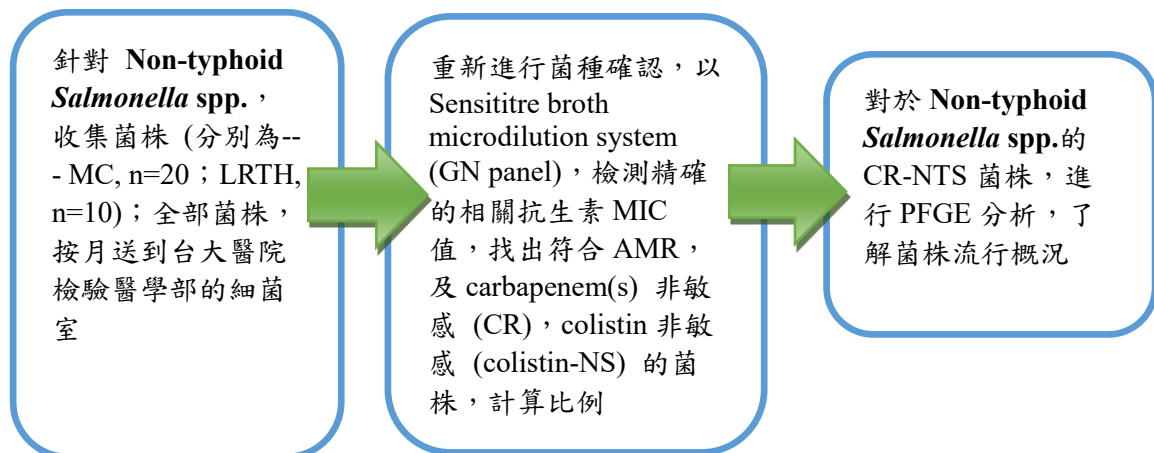 針對 Non-typhoid
Salmonella spp.，
收集菌株 (分別為--
- MC, n=20；LRTH,
n=10)；全部菌株，
按月送到台大醫院
檢驗醫學部的細菌
室
重新進行菌種確認，以
Sensititre broth
microdilution system
(GN panel)，檢測精確
的相關抗生素 MIC
值，找出符合 AMR，
及 carbapenem(s) 非敏
感 (CR)，colistin 非敏
感 (colistin-NS) 的菌
株，計算比例
對於 Non-typhoid
Salmonella spp.的
CR-NTS 菌株，進
行 PFGE 分析，了
解菌株流行概況